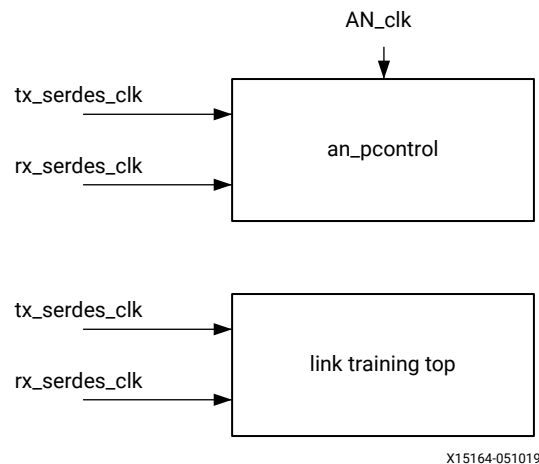 AN_clk
tx_serdes_clk
an_pcontrol
rx_serdes_clk
tx_serdes_clk
link training top
rx_serdes_clk
X15164-051019